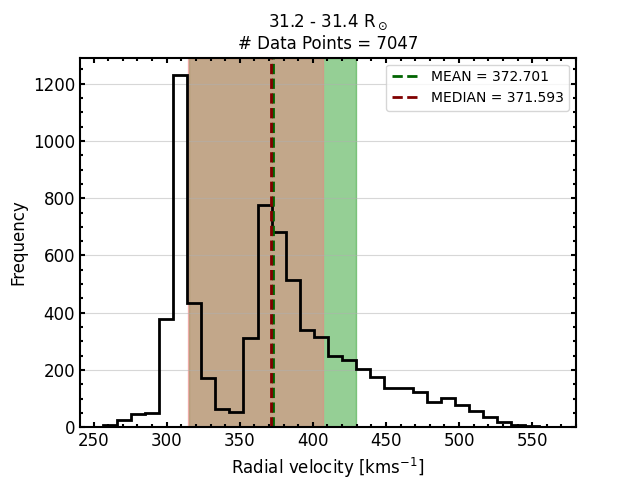 31.2 - 31.4 R⊙
# Data Points = 7047
MEAN = 372.701
MEDIAN = 371.593
Frequency
1200
1000
800
600
400
200
0
250 300 350 400 450 500 550
Radial velocity [kms⁻¹]